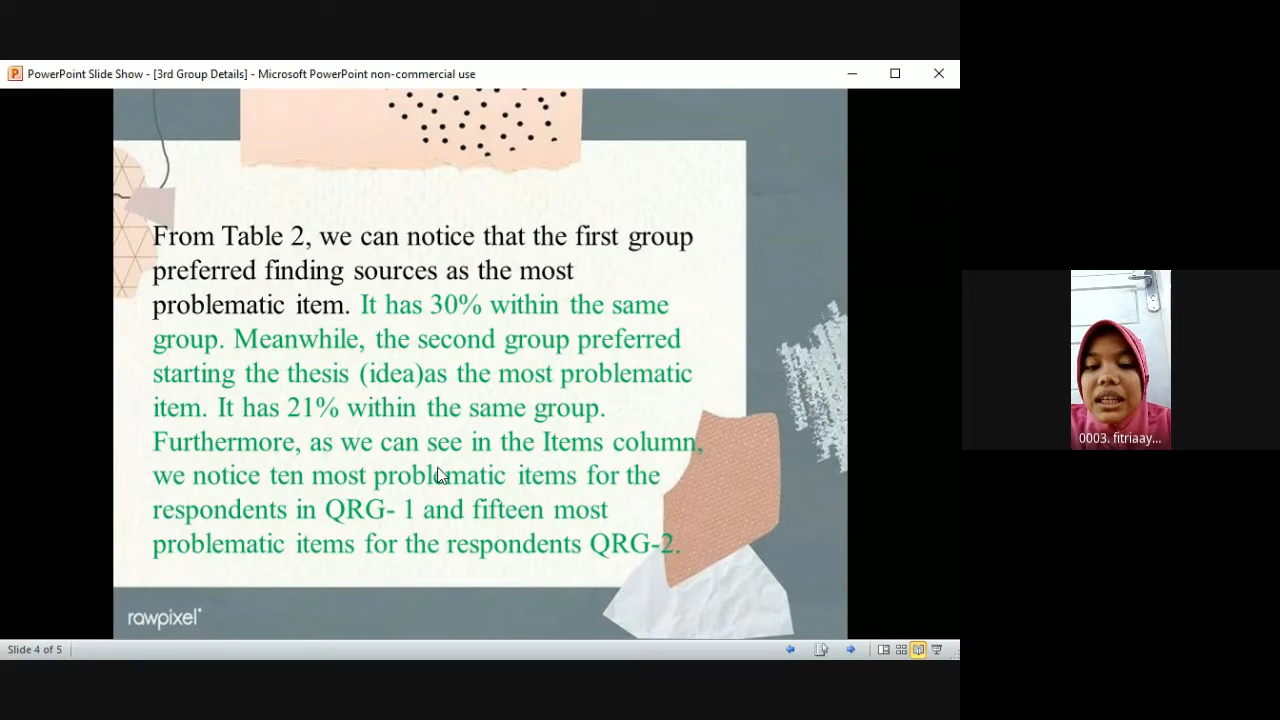 PowerPoint Slide Show - [3rd Group Details] - Microsoft PowerPoint non-commercial use
From Table 2, we can notice that the first group
preferred finding sources as the most
problematic item. It has 30% within the same
group. Meanwhile, the second group preferred
starting the thesis (idea)as the most problematic
item. It has 21% within the same group.
Furthermore, as we can see in the Items column,
we notice ten most problematic items for the
respondents in QRG- 1 and fifteen most
problematic items for the respondents QRG-2.
rawpixel
Slide 4 of 5
0003. fitriaay...